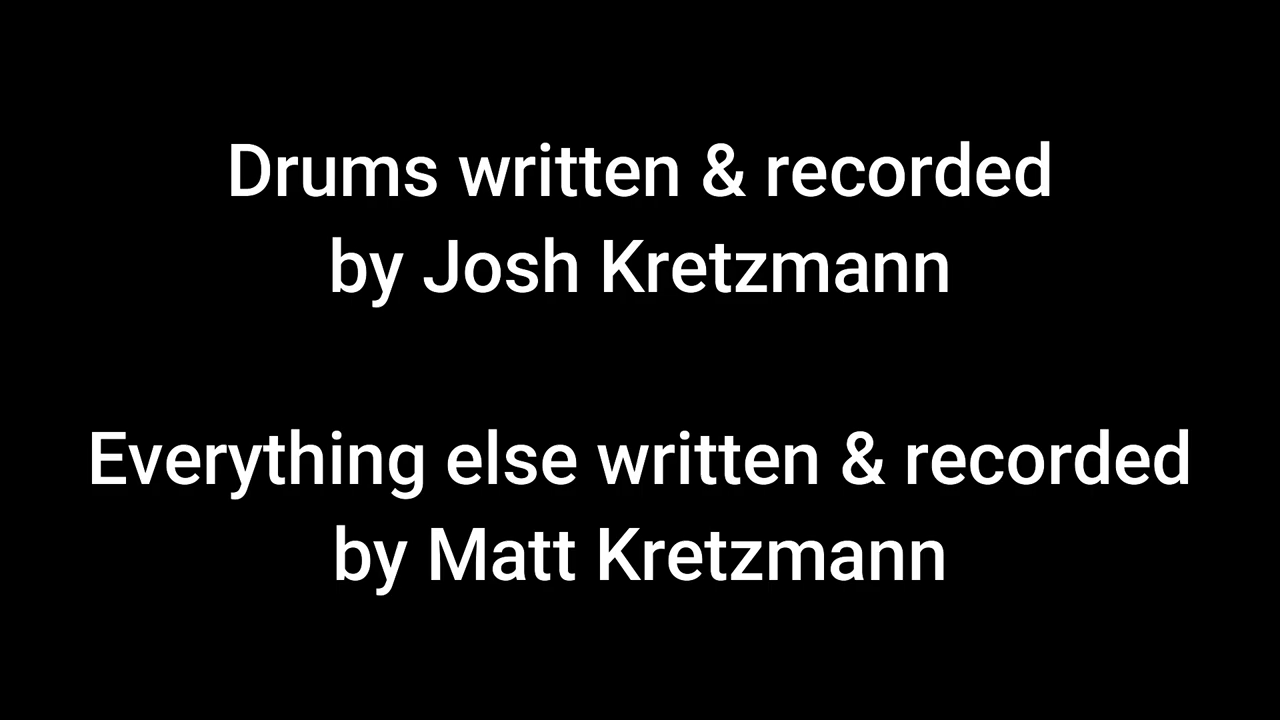 Drums written & recorded
by Josh Kretzmann
Everything else written & recorded
by Matt Kretzmann